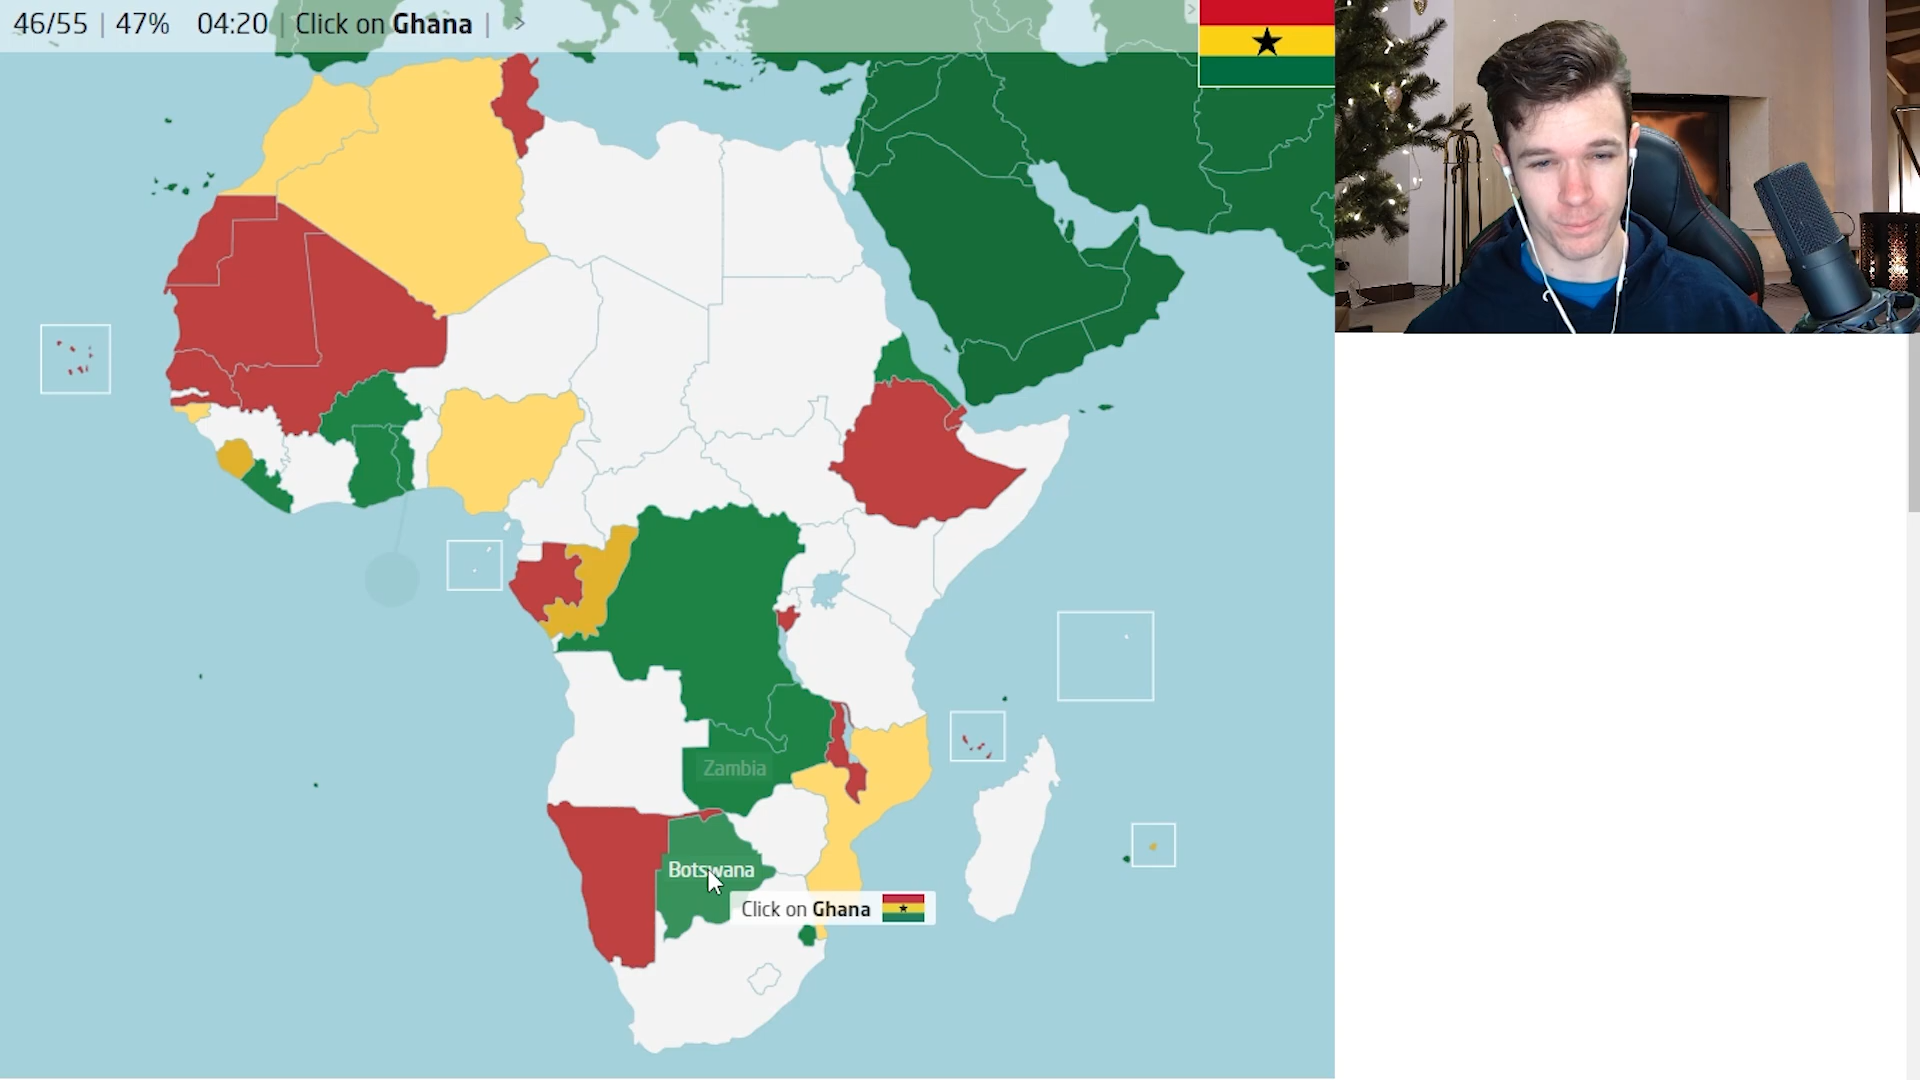 46/55 | 47% 04:20 | Click on Ghana | >
Zambia
Botswana
Click on Ghana